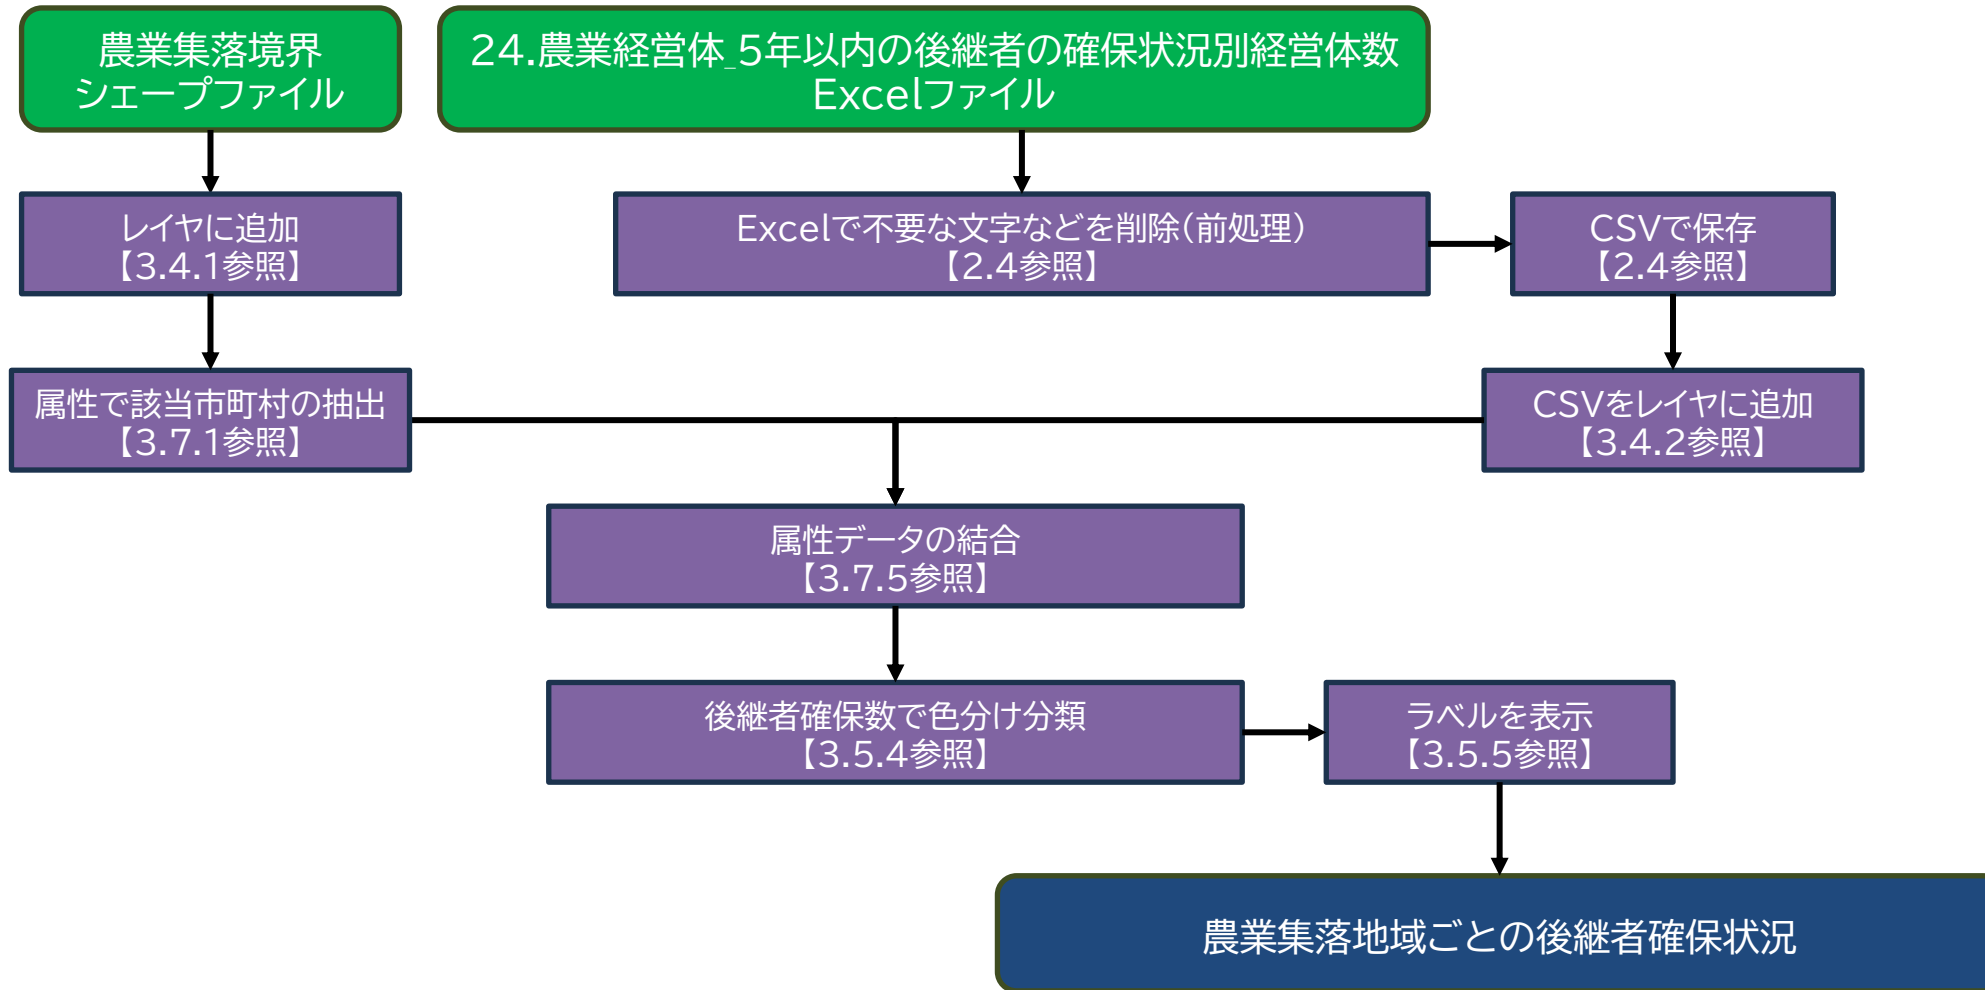 農業集落境界
シェープファイル
24.農業経営体_5年以内の後継者の確保状況別経営体数
Excelファイル
レイヤに追加
【3.4.1参照】
Excelで不要な文字などを削除(前処理)
【2.4参照】
CSVで保存
【2.4参照】
属性で該当市町村の抽出
【3.7.1参照】
CSVをレイヤに追加
【3.4.2参照】
属性データの結合
【3.7.5参照】
後継者確保数で色分け分類
【3.5.4参照】
ラベルを表示
【3.5.5参照】
農業集落地域ごとの後継者確保状況